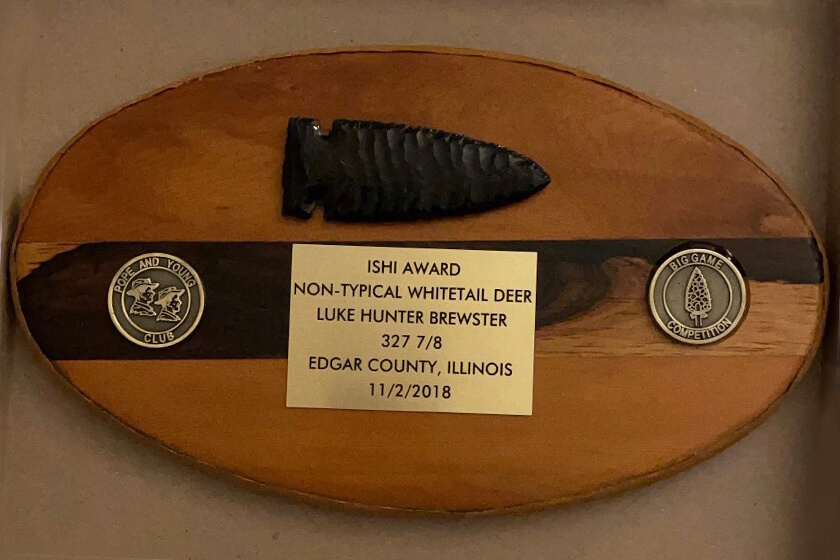 POPE AND YOUNG
CLUB
ISHI AWARD
NON-TYPICAL WHITETAIL DEER
LUKE HUNTER BREWSTER
327 7/8
EDGAR COUNTY, ILLINOIS
11/2/2018
BIG GAME
COMPETITION